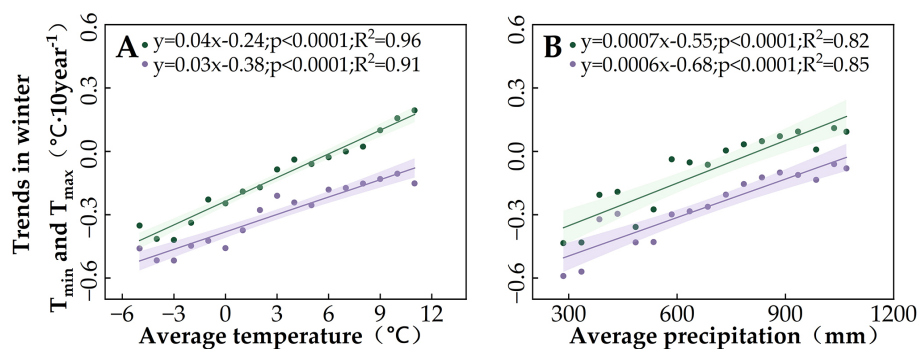 Trends in winter
T_min and T_max (℃·10year⁻¹)
A
y=0.04x-0.24;p<0.0001;R²=0.96
y=0.03x-0.38;p<0.0001;R²=0.91
0.6
0.3
0.0
−0.3
−0.6
−6 −3 0 3 6 9 12
Average temperature (℃)
B
y=0.0007x-0.55;p<0.0001;R²=0.82
y=0.0006x-0.68;p<0.0001;R²=0.85
0.6
0.3
0.0
−0.3
−0.6
300 600 900 1200
Average precipitation (mm)